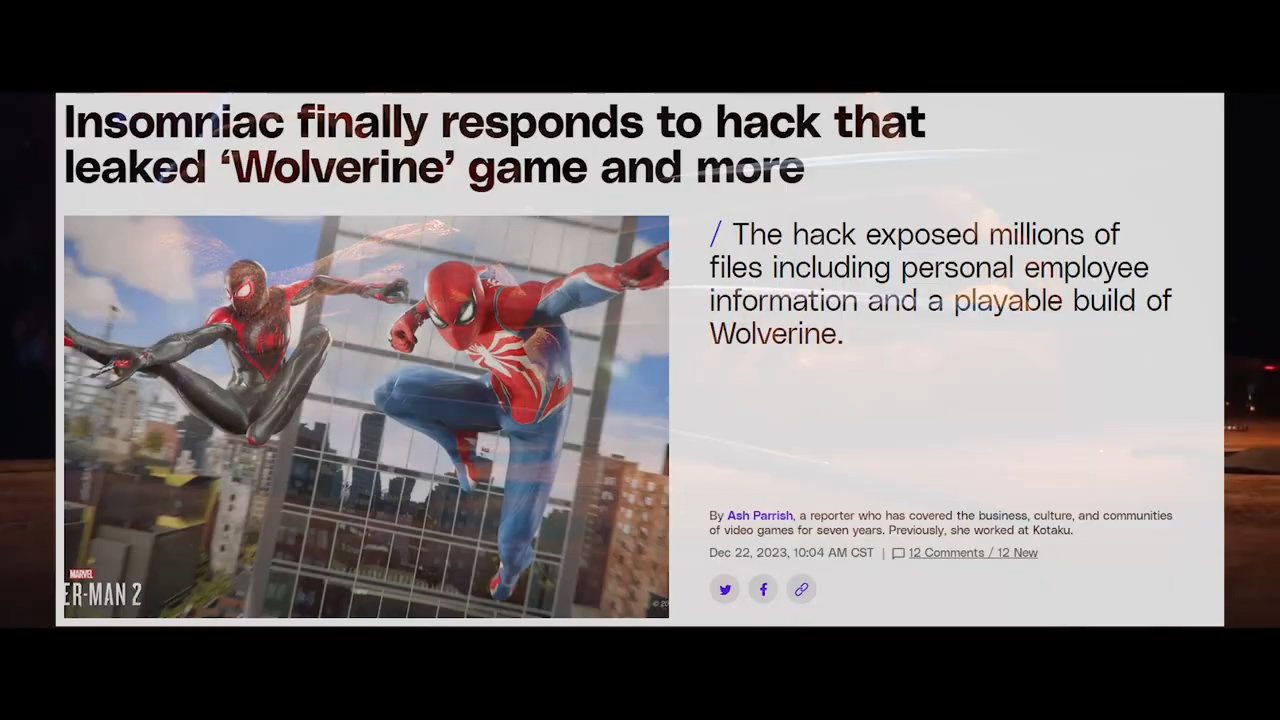 Insomniac finally responds to hack that
leaked ‘Wolverine’ game and more
/ The hack exposed millions of
files including personal employee
information and a playable build of
Wolverine.
MARVEL
ER-MAN 2
© 20
By Ash Parrish, a reporter who has covered the business, culture, and communities
of video games for seven years. Previously, she worked at Kotaku.
Dec 22, 2023, 10:04 AM CST | 12 Comments / 12 New